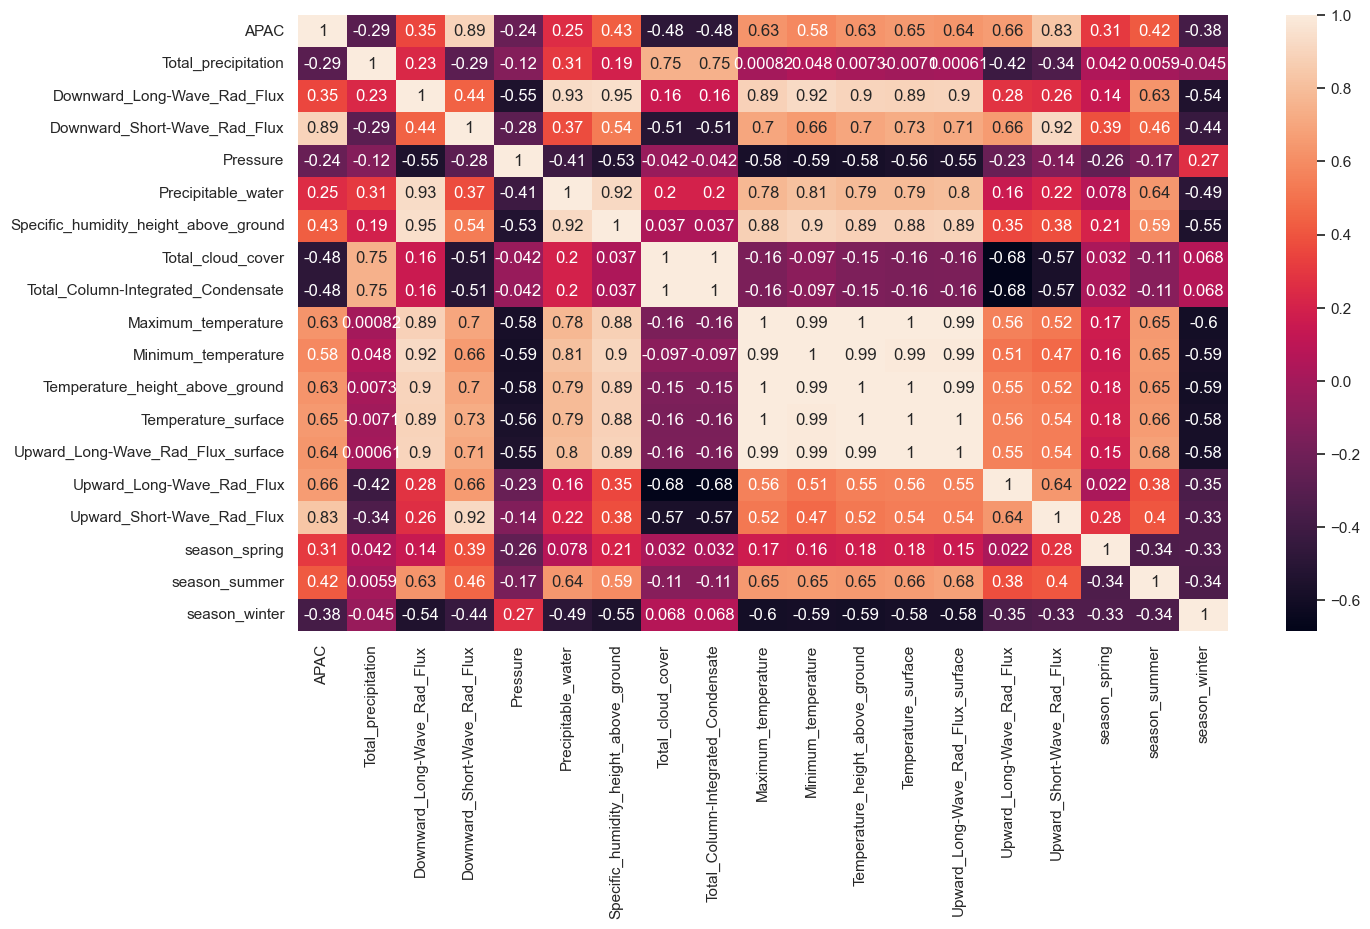 APAC 1 -0.29 0.35 0.89 -0.24 0.25 0.43 -0.48 -0.48 0.63 0.58 0.63 0.65 0.64 0.66 0.83 0.31 0.42 -0.38
Total_precipitation -0.29 1 0.23 -0.29 -0.12 0.31 0.19 0.75 0.75 0.00082 0.048 0.0073 -0.0071 0.00061 -0.42 -0.34 0.042 0.0059 -0.045
Downward_Long-Wave_Rad_Flux 0.35 0.23 1 0.44 -0.55 0.93 0.95 0.16 0.16 0.89 0.92 0.9 0.89 0.9 0.28 0.26 0.14 0.63 -0.54
Downward_Short-Wave_Rad_Flux 0.89 -0.29 0.44 1 -0.28 0.37 0.54 -0.51 -0.51 0.7 0.66 0.7 0.73 0.71 0.66 0.92 0.39 0.46 -0.44
Pressure -0.24 -0.12 -0.55 -0.28 1 -0.41 -0.53 -0.042 -0.042 -0.58 -0.59 -0.58 -0.56 -0.55 -0.23 -0.14 -0.26 -0.17 0.27
Precipitable_water 0.25 0.31 0.93 0.37 -0.41 1 0.92 0.2 0.2 0.78 0.81 0.79 0.79 0.8 0.16 0.22 0.078 0.64 -0.49
Specific_humidity_height_above_ground 0.43 0.19 0.95 0.54 -0.53 0.92 1 0.037 0.037 0.88 0.9 0.89 0.88 0.89 0.35 0.38 0.21 0.59 -0.55
Total_cloud_cover -0.48 0.75 0.16 -0.51 -0.042 0.2 0.037 1 1 -0.16 -0.097 -0.15 -0.16 -0.16 -0.68 -0.57 0.032 -0.11 0.068
Total_Column-Integrated_Condensate -0.48 0.75 0.16 -0.51 -0.042 0.2 0.037 1 1 -0.16 -0.097 -0.15 -0.16 -0.16 -0.68 -0.57 0.032 -0.11 0.068
Maximum_temperature 0.63 0.00082 0.89 0.7 -0.58 0.78 0.88 -0.16 -0.16 1 0.99 1 1 0.99 0.56 0.52 0.17 0.65 -0.6
Minimum_temperature 0.58 0.048 0.92 0.66 -0.59 0.81 0.9 -0.097 -0.097 0.99 1 0.99 0.99 0.99 0.51 0.47 0.16 0.65 -0.59
Temperature_height_above_ground 0.63 0.0073 0.9 0.7 -0.58 0.79 0.89 -0.15 -0.15 1 0.99 1 1 0.99 0.55 0.52 0.18 0.65 -0.59
Temperature_surface 0.65 -0.0071 0.89 0.73 -0.56 0.79 0.88 -0.16 -0.16 1 0.99 1 1 1 0.56 0.54 0.18 0.66 -0.58
Upward_Long-Wave_Rad_Flux_surface 0.64 0.00061 0.9 0.71 -0.55 0.8 0.89 -0.16 -0.16 0.99 0.99 0.99 1 1 0.55 0.54 0.15 0.68 -0.58
Upward_Long-Wave_Rad_Flux 0.66 -0.42 0.28 0.66 -0.23 0.16 0.35 -0.68 -0.68 0.56 0.51 0.55 0.56 0.55 1 0.64 0.022 0.38 -0.35
Upward_Short-Wave_Rad_Flux 0.83 -0.34 0.26 0.92 -0.14 0.22 0.38 -0.57 -0.57 0.52 0.47 0.52 0.54 0.54 0.64 1 0.28 0.4 -0.33
season_spring 0.31 0.042 0.14 0.39 -0.26 0.078 0.21 0.032 0.032 0.17 0.16 0.18 0.18 0.15 0.022 0.28 1 -0.34 -0.33
season_summer 0.42 0.0059 0.63 0.46 -0.17 0.64 0.59 -0.11 -0.11 0.65 0.65 0.65 0.66 0.68 0.38 0.4 -0.34 1 -0.34
season_winter -0.38 -0.045 -0.54 -0.44 0.27 -0.49 -0.55 0.068 0.068 -0.6 -0.59 -0.59 -0.58 -0.58 -0.35 -0.33 -0.33 -0.34 1
APAC
Total_precipitation
Downward_Long-Wave_Rad_Flux
Downward_Short-Wave_Rad_Flux
Pressure
Precipitable_water
Specific_humidity_height_above_ground
Total_cloud_cover
Total_Column-Integrated_Condensate
Maximum_temperature
Minimum_temperature
Temperature_height_above_ground
Temperature_surface
Upward_Long-Wave_Rad_Flux_surface
Upward_Long-Wave_Rad_Flux
Upward_Short-Wave_Rad_Flux
season_spring
season_summer
season_winter
1.0
0.8
0.6
0.4
0.2
0.0
−0.2
−0.4
−0.6